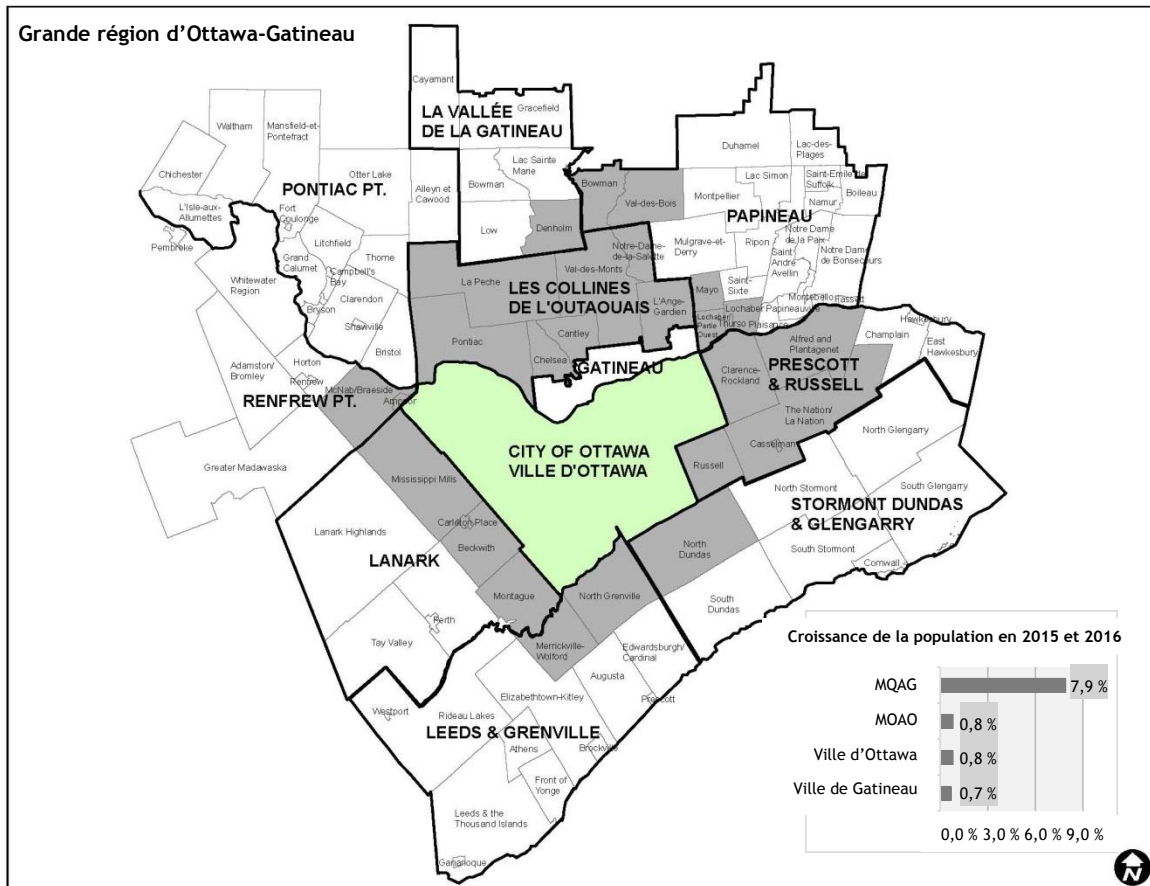 Grande région d'Ottawa-Gatineau
Cayamant
Gracefield
LA VALLÉE
DE LA GATINEAU
Waltham
Mansfield-et-
Pontefract
Duhamel
Lac-des-
Plages
Chichester
Otter Lake
Lac Sainte
Marie
Lac Simon
Saint-Emile de
Suffolk
PONTIAC PT.
Alleyn et
Cawood
Bowman
Bowman
Val-des-Bois
Montpellier
Boileau
Namur
L'Isle-aux-
Allumettes
Fort
Coulonge
PAPINEAU
Pembroke
Litchfield
Low
Denholm
Mulgrave-et-
Derry
Ripon
Notre Dame
de la Paix
Notre Dame
de Bonsecours
Grand
Calumet
Thorne
Notre-Dame-
de-la-Salette
Saint
André
Avellin
Whitewater
Region
Campbell's
Bay
La Peche
Val-des-Monts
Saint-
Sixte
LES COLLINES
DE L'OUTAOUAIS
Mayo
Clarendon
Bryson
L'Ange-
Gardien
Montebello
Fassett
Lochaber
Papineauville
Shawville
Lochaber
Partie
Ouest
Thurso
Plaisance
Hawkesbury
Pontiac
Cantley
Champlain
Bristol
Chelsea
Alfred and
Plantagenet
East
Hawkesbury
Horton
GATINEAU
Adamston/
Bromley
Clarence-
Rockland
PRESCOTT
& RUSSELL
Renfrew
McNab/Braeside
RENFREW PT.
Arnprior
The Nation/
La Nation
North Glengarry
CITY OF OTTAWA
VILLE D'OTTAWA
Casselman
Greater Madawaska
Russell
Mississippi Mills
North Stormont
South Glengarry
STORMONT DUNDAS
& GLENGARRY
Carleton Place
Lanark Highlands
Beckwith
North
Dundas
South Stormont
LANARK
Cornwall
Montague
North Grenville
South
Dundas
Perth
Tay Valley
Merrickville-
Wolford
Edwardsburgh/
Cardinal
Augusta
Elizabethtown-Kitley
Prescott
Westport
Rideau Lakes
LEEDS & GRENVILLE
Athens
Brockville
Front of
Yonge
Leeds & the
Thousand Islands
Gananoque
Croissance de la population en 2015 et 2016
MQAG 7,9 %
MOAO 0,8 %
Ville d'Ottawa 0,8 %
Ville de Gatineau 0,7 %
0,0 % 3,0 % 6,0 % 9,0 %
N